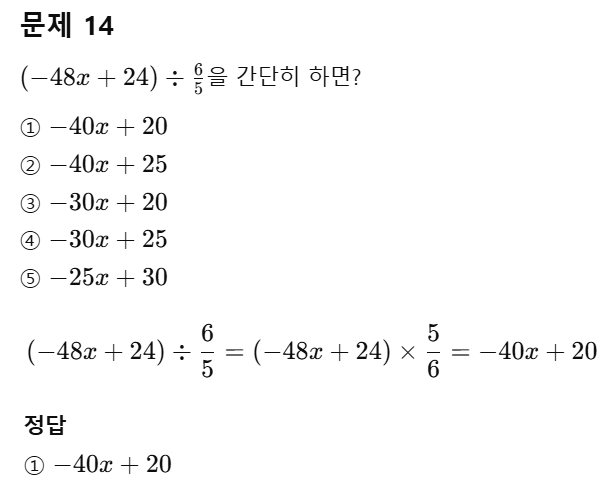 문제 14
(−48x + 24) ÷ 6/5을 간단히 하면?
① −40x + 20
② −40x + 25
③ −30x + 20
④ −30x + 25
⑤ −25x + 30
(−48x + 24) ÷ 6/5 = (−48x + 24) × 5/6 = −40x + 20
정답
① −40x + 20